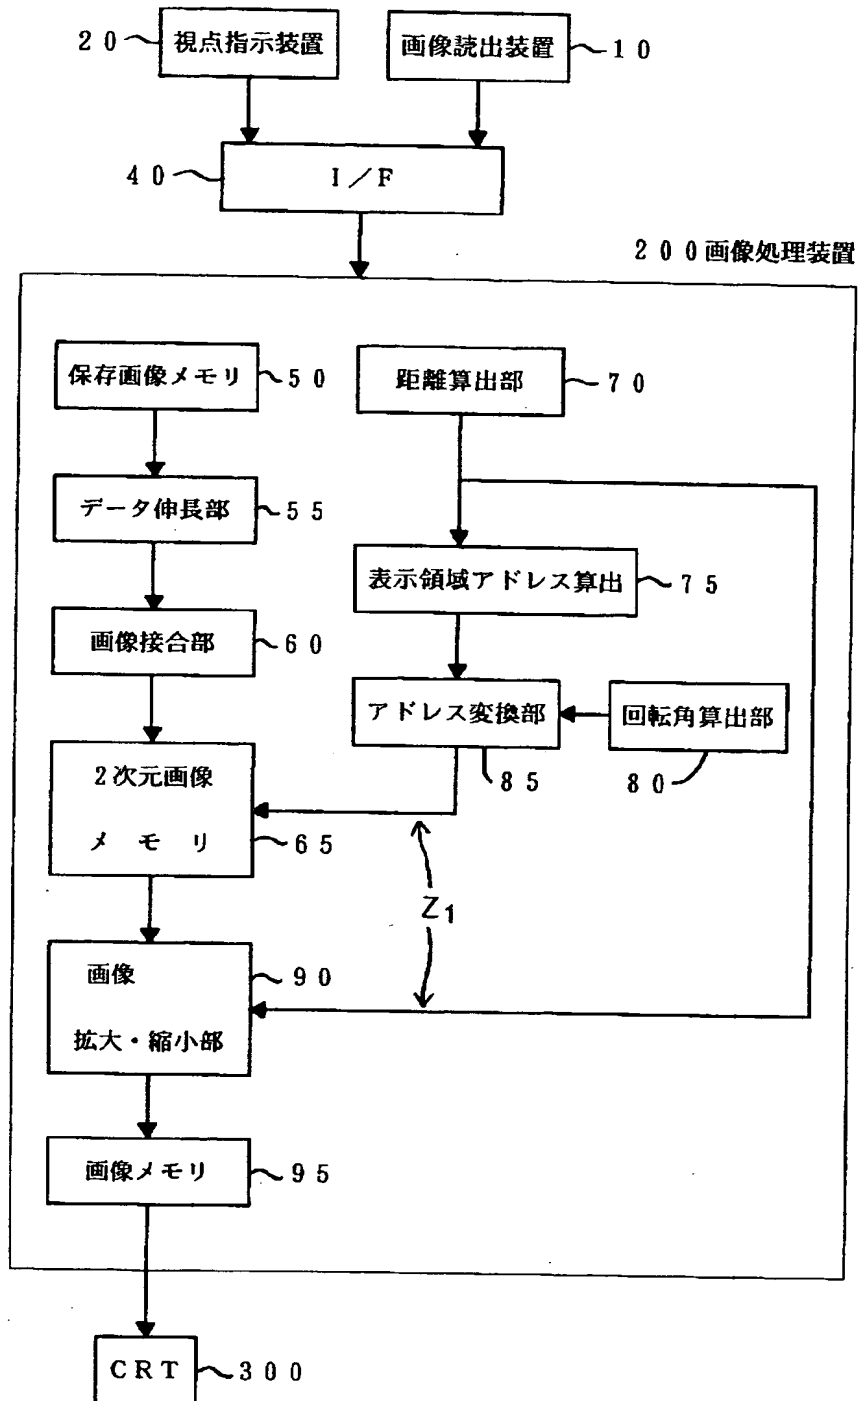 20 視点指示装置
画像読出装置 10
40 I/F
200画像処理装置
保存画像メモリ 50
距離算出部 70
データ伸長部 55
表示領域アドレス算出 75
画像接合部 60
アドレス変換部 85
回転角算出部 80
2次元画像
メモリ 65
Z1
画像 90
拡大・縮小部
画像メモリ 95
CRT 300